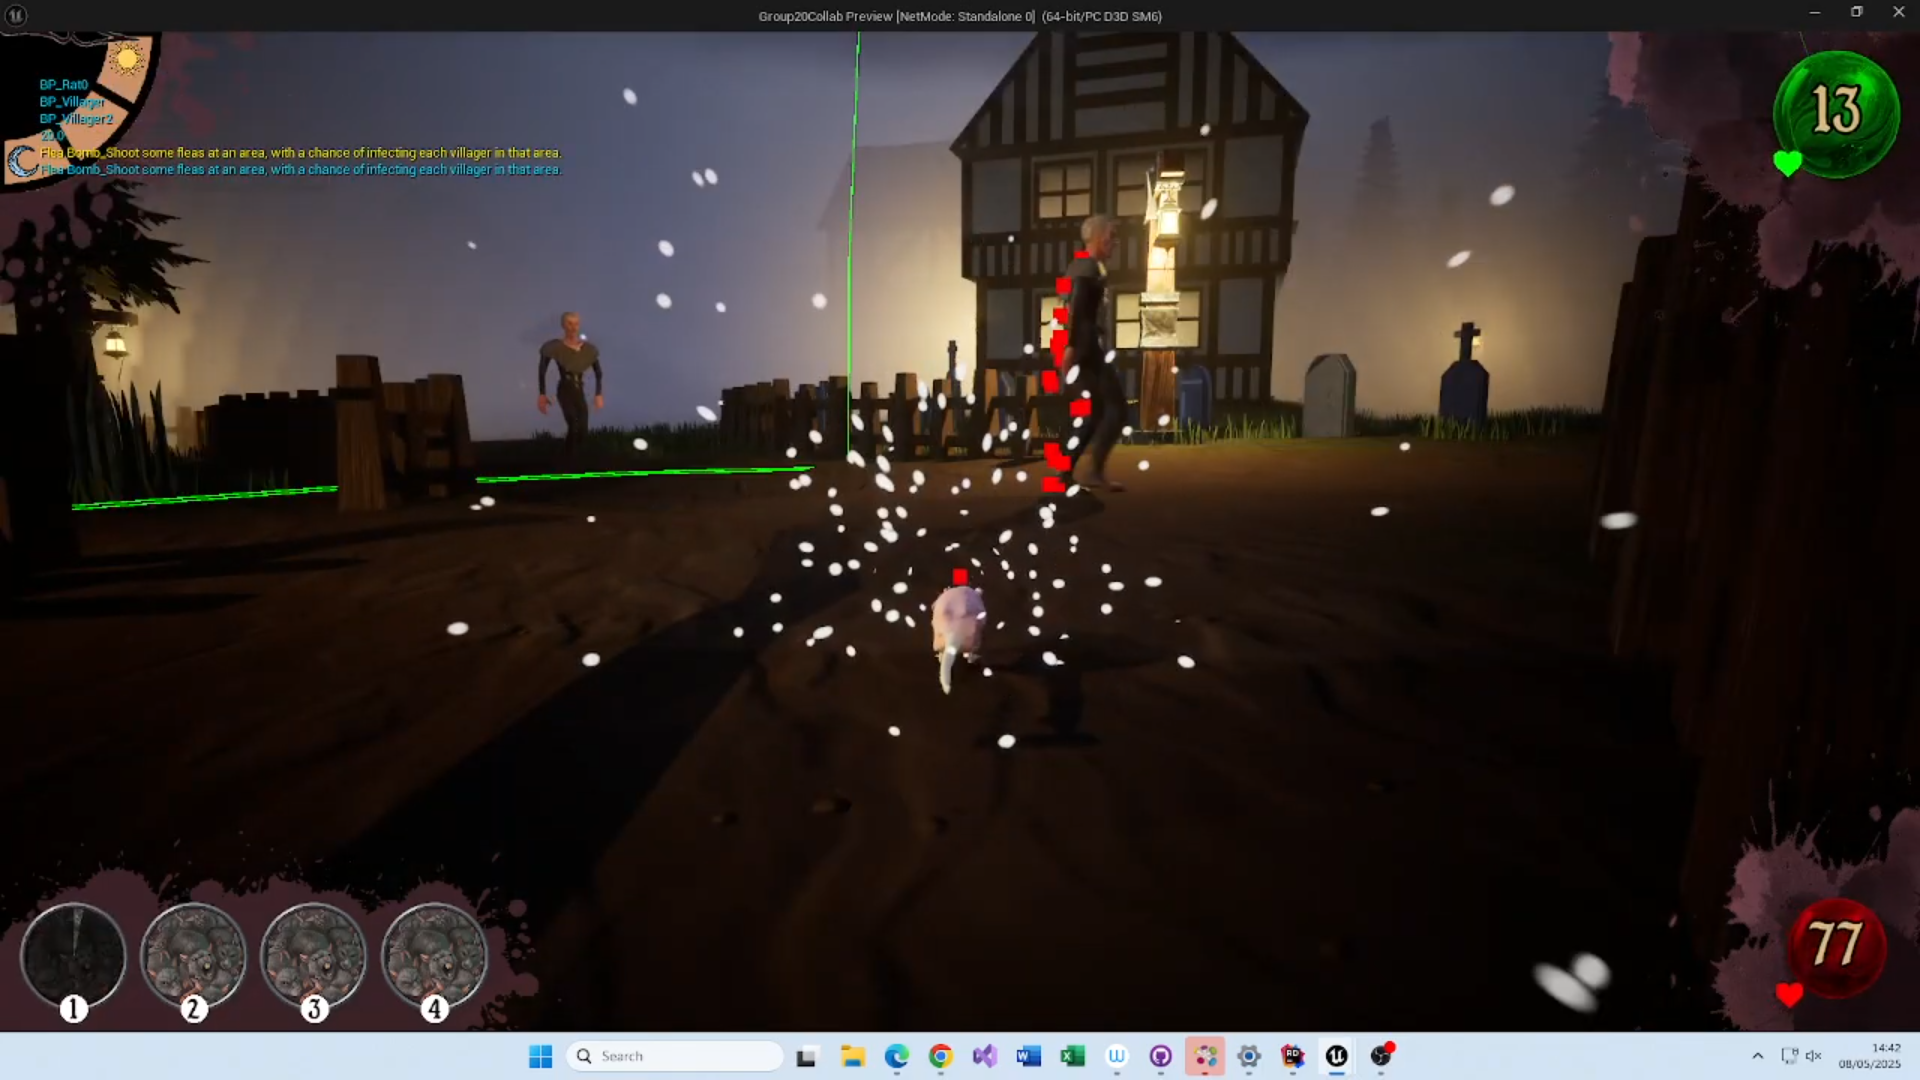 Group20Collab Preview [NetMode: Standalone 0] (64-bit/PC D3D SM6)
BP_Rat0
BP_Villager
BP_Villager2
20.0
Flea Bomb_Shoot some fleas at an area, with a chance of infecting each villager in that area.
Flea Bomb_Shoot some fleas at an area, with a chance of infecting each villager in that area.
13
77
1
2
3
4
Search
14:42
08/05/2025